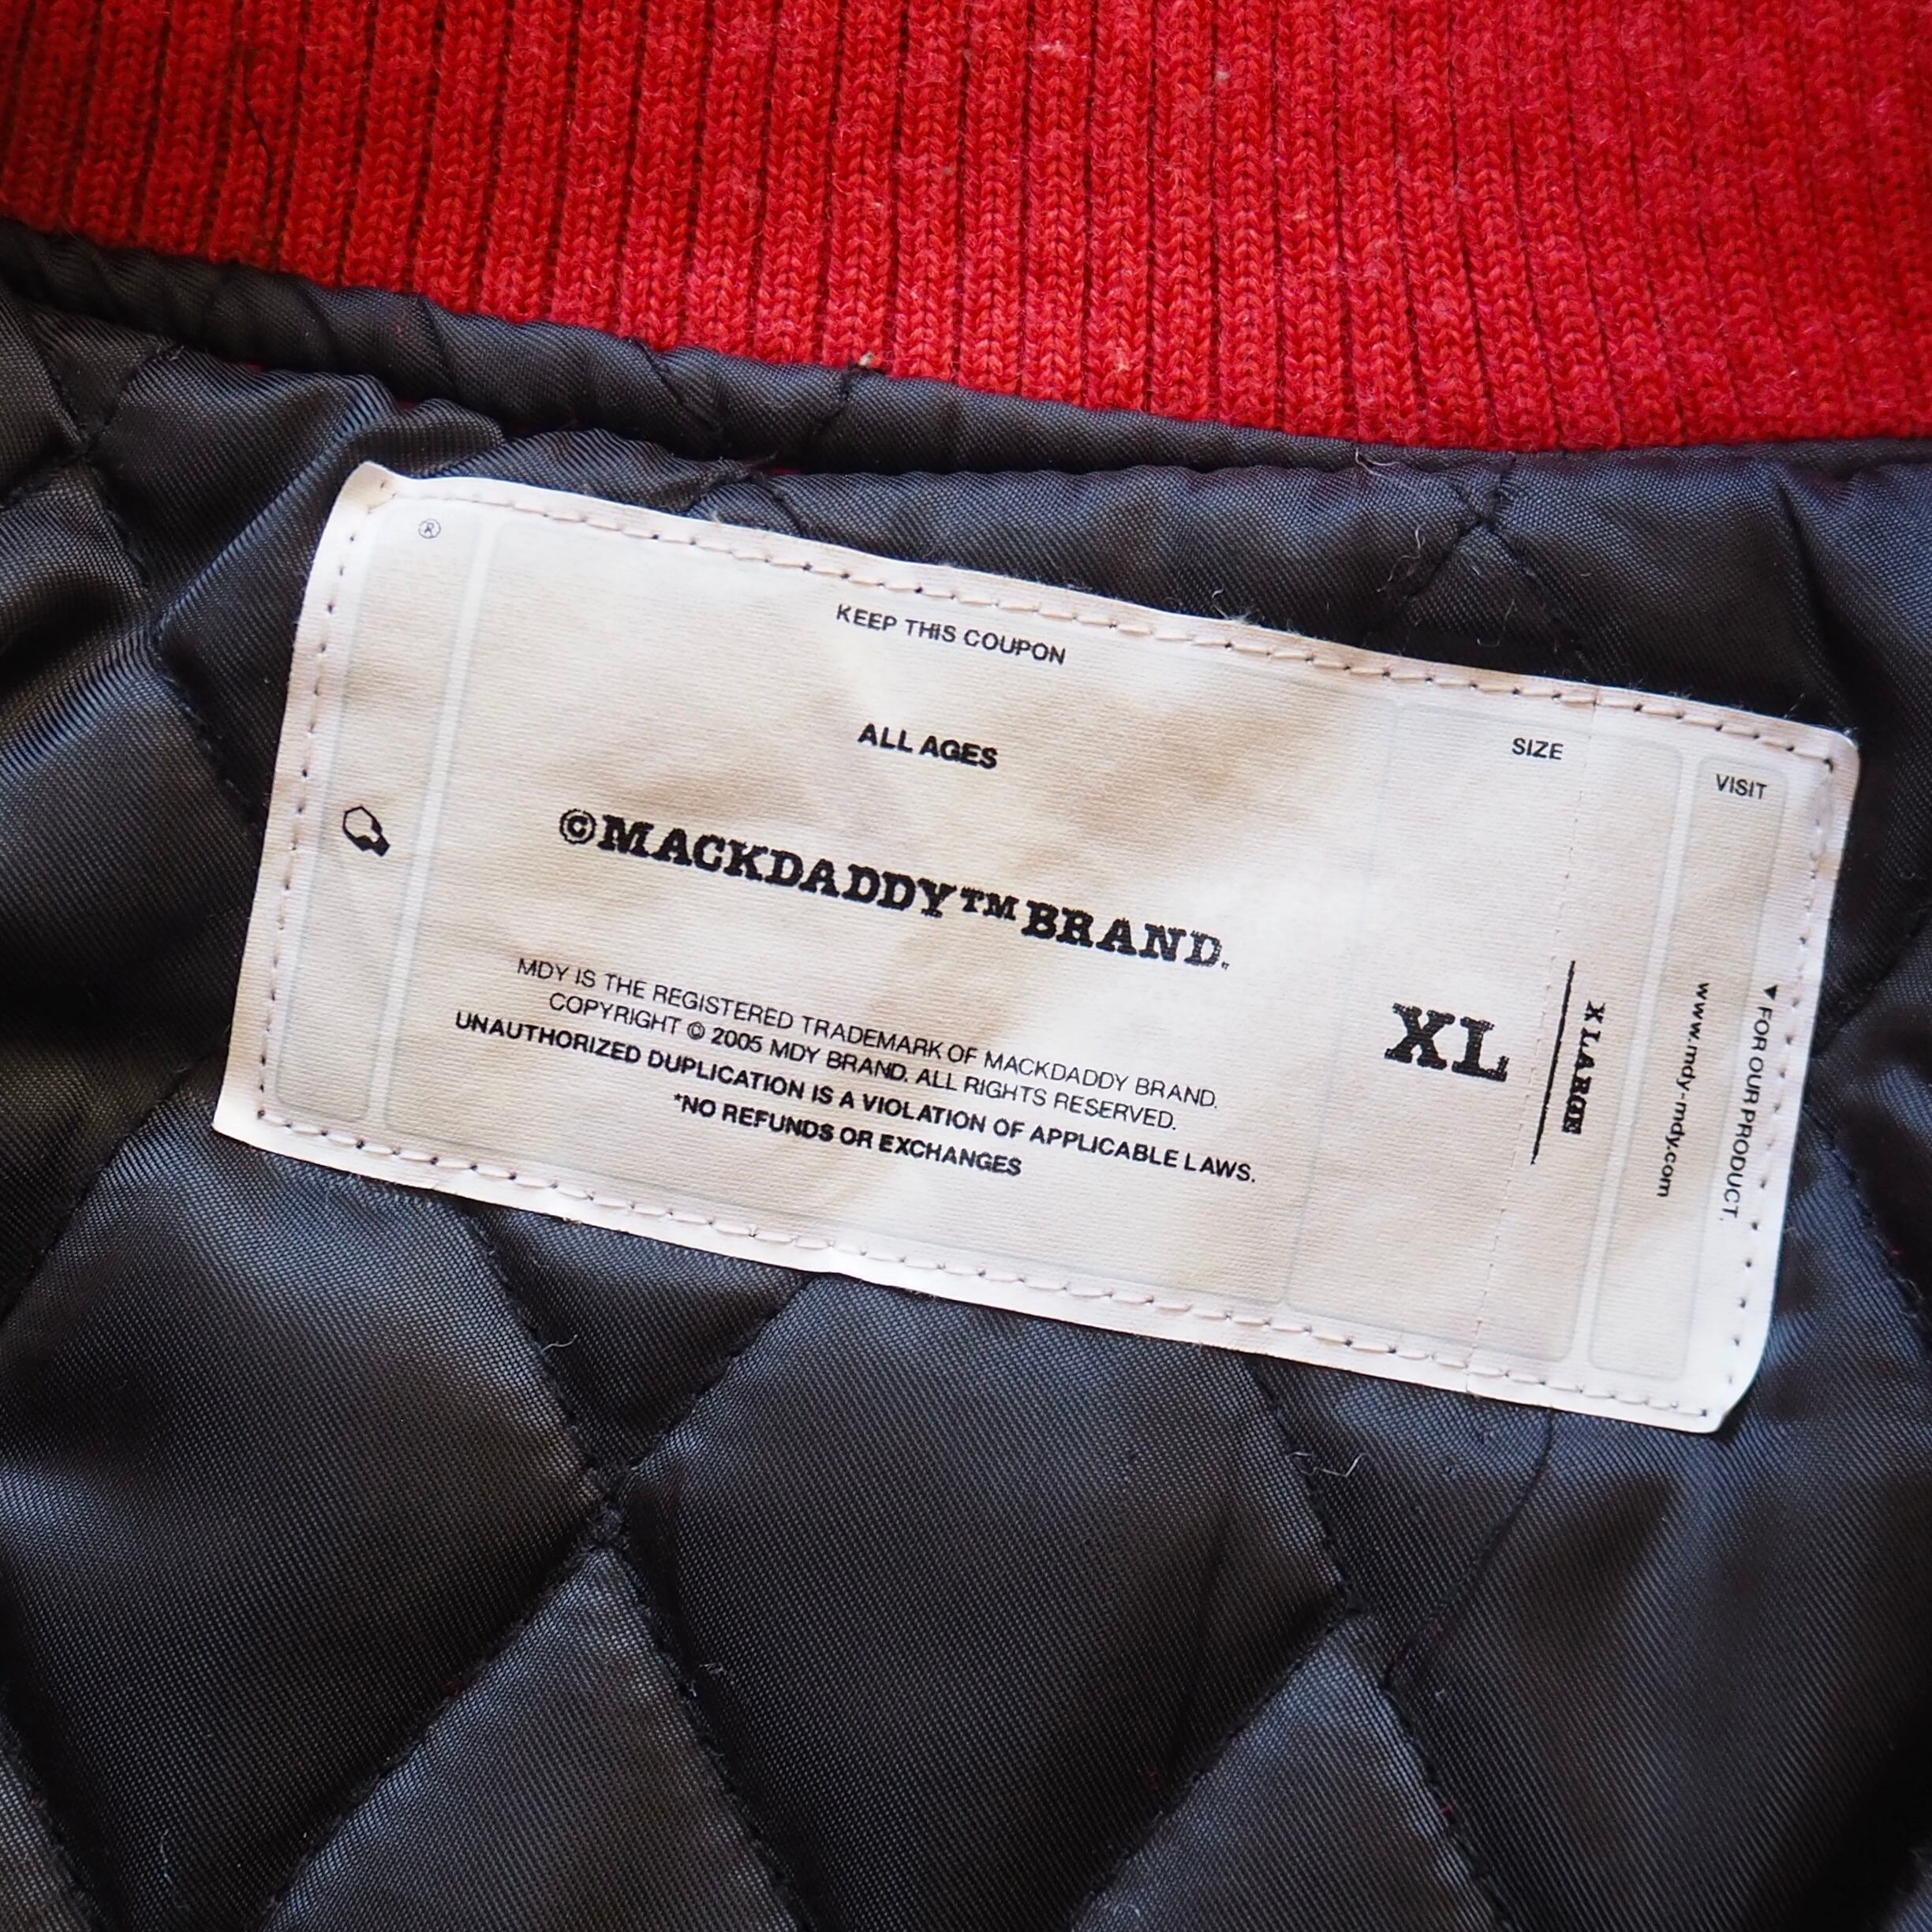 ®
KEEP THIS COUPON
ALL AGES
©MACKDADDY™BRAND.
MDY IS THE REGISTERED TRADEMARK OF MACKDADDY BRAND.
COPYRIGHT © 2005 MDY BRAND. ALL RIGHTS RESERVED.
UNAUTHORIZED DUPLICATION IS A VIOLATION OF APPLICABLE LAWS.
*NO REFUNDS OR EXCHANGES
SIZE
XL
X LARGE
VISIT
▼FOR OUR PRODUCT.
www.mdy-mdy.com